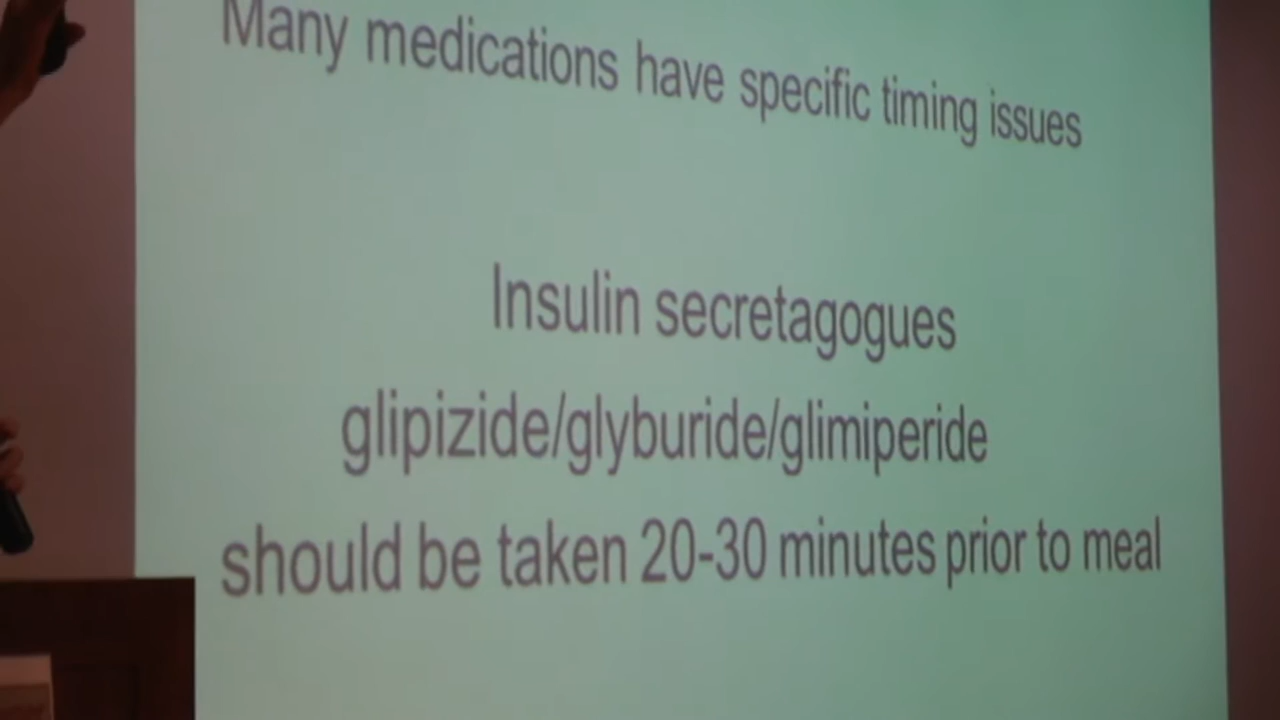 Many medications have specific timing issues
Insulin secretagogues
glipizide/glyburide/glimiperide
should be taken 20-30 minutes prior to meal